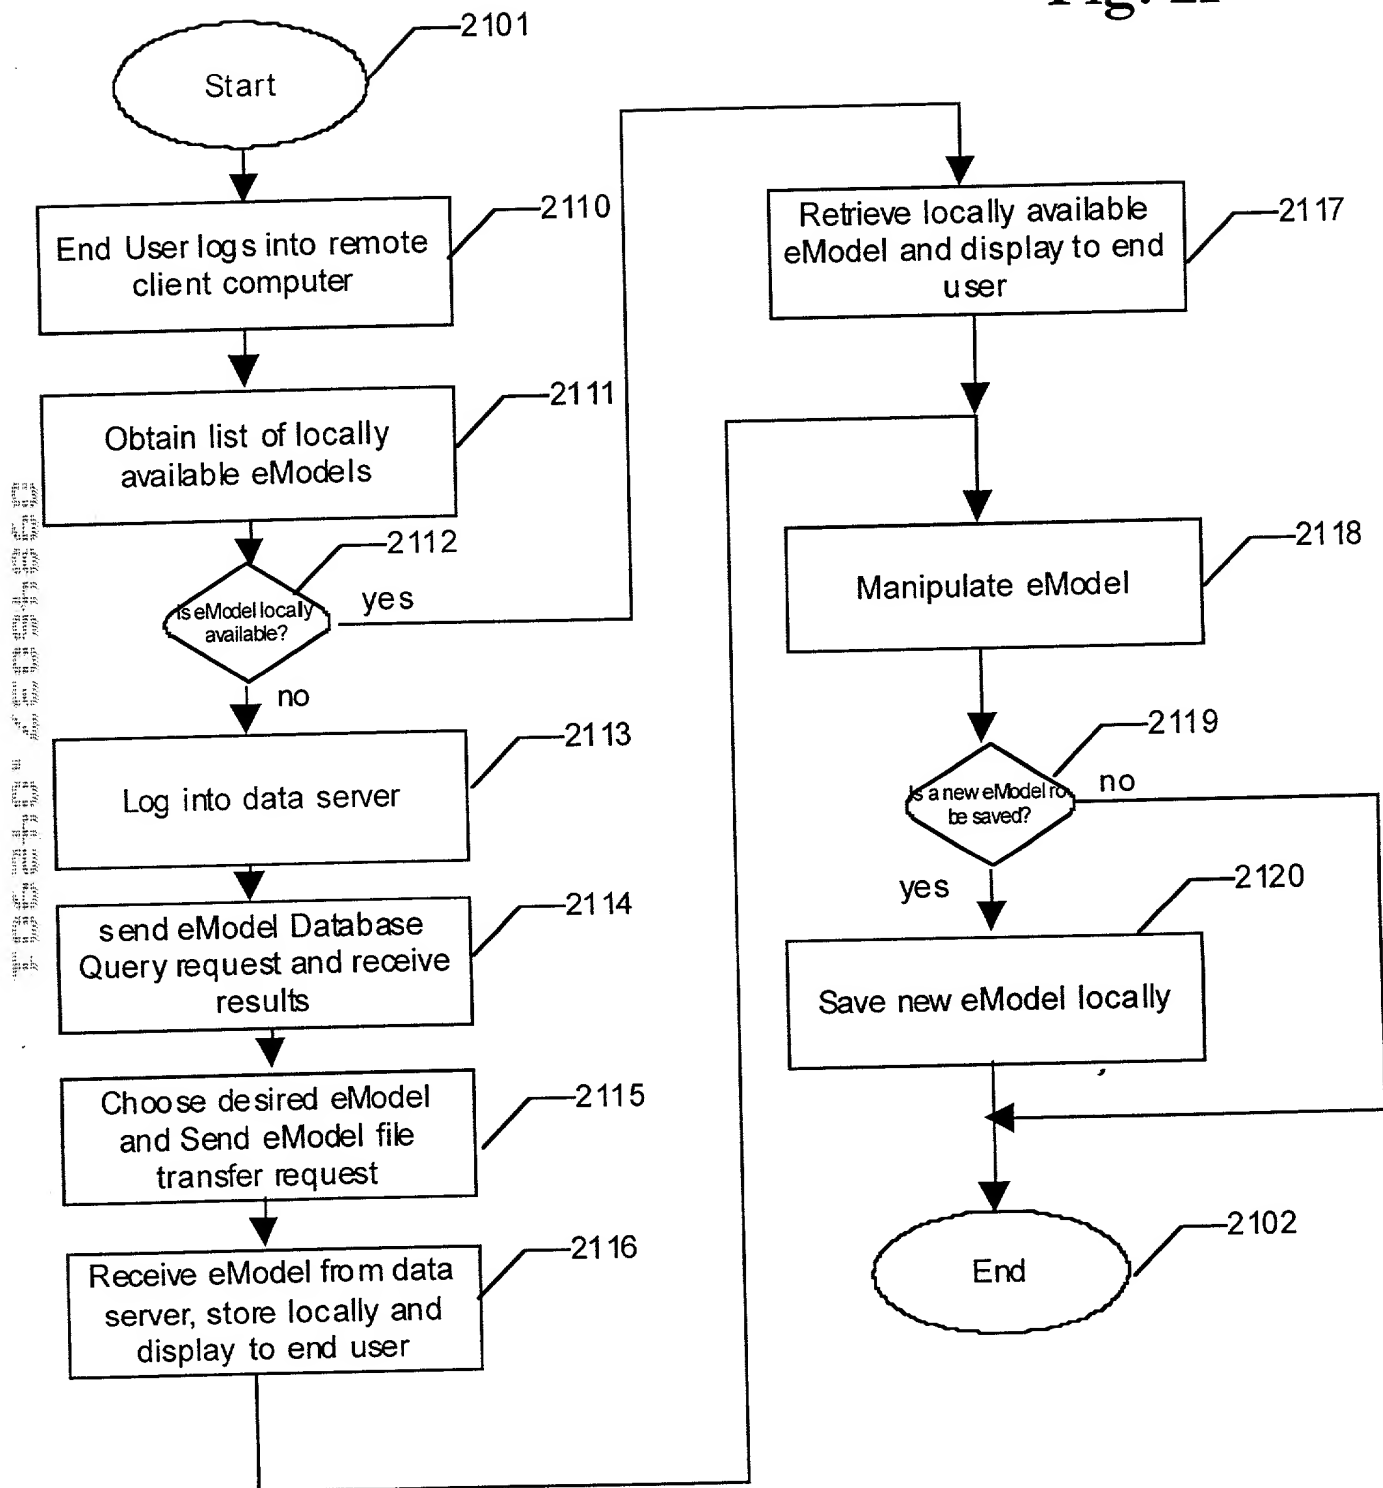 2101
Start
2110
End User logs into remote
client computer
2111
Obtain list of locally
available eModels
2112
Is eModel locally
available?
yes
no
2113
Log into data server
2114
send eModel Database
Query request and receive
results
2115
Choose desired eModel
and Send eModel file
transfer request
2116
Receive eModel from data
server, store locally and
display to end user
2117
Retrieve locally available
eModel and display to end
user
2118
Manipulate eModel
2119
Is a new eModel ro
be saved?
no
yes
2120
Save new eModel locally
2102
End